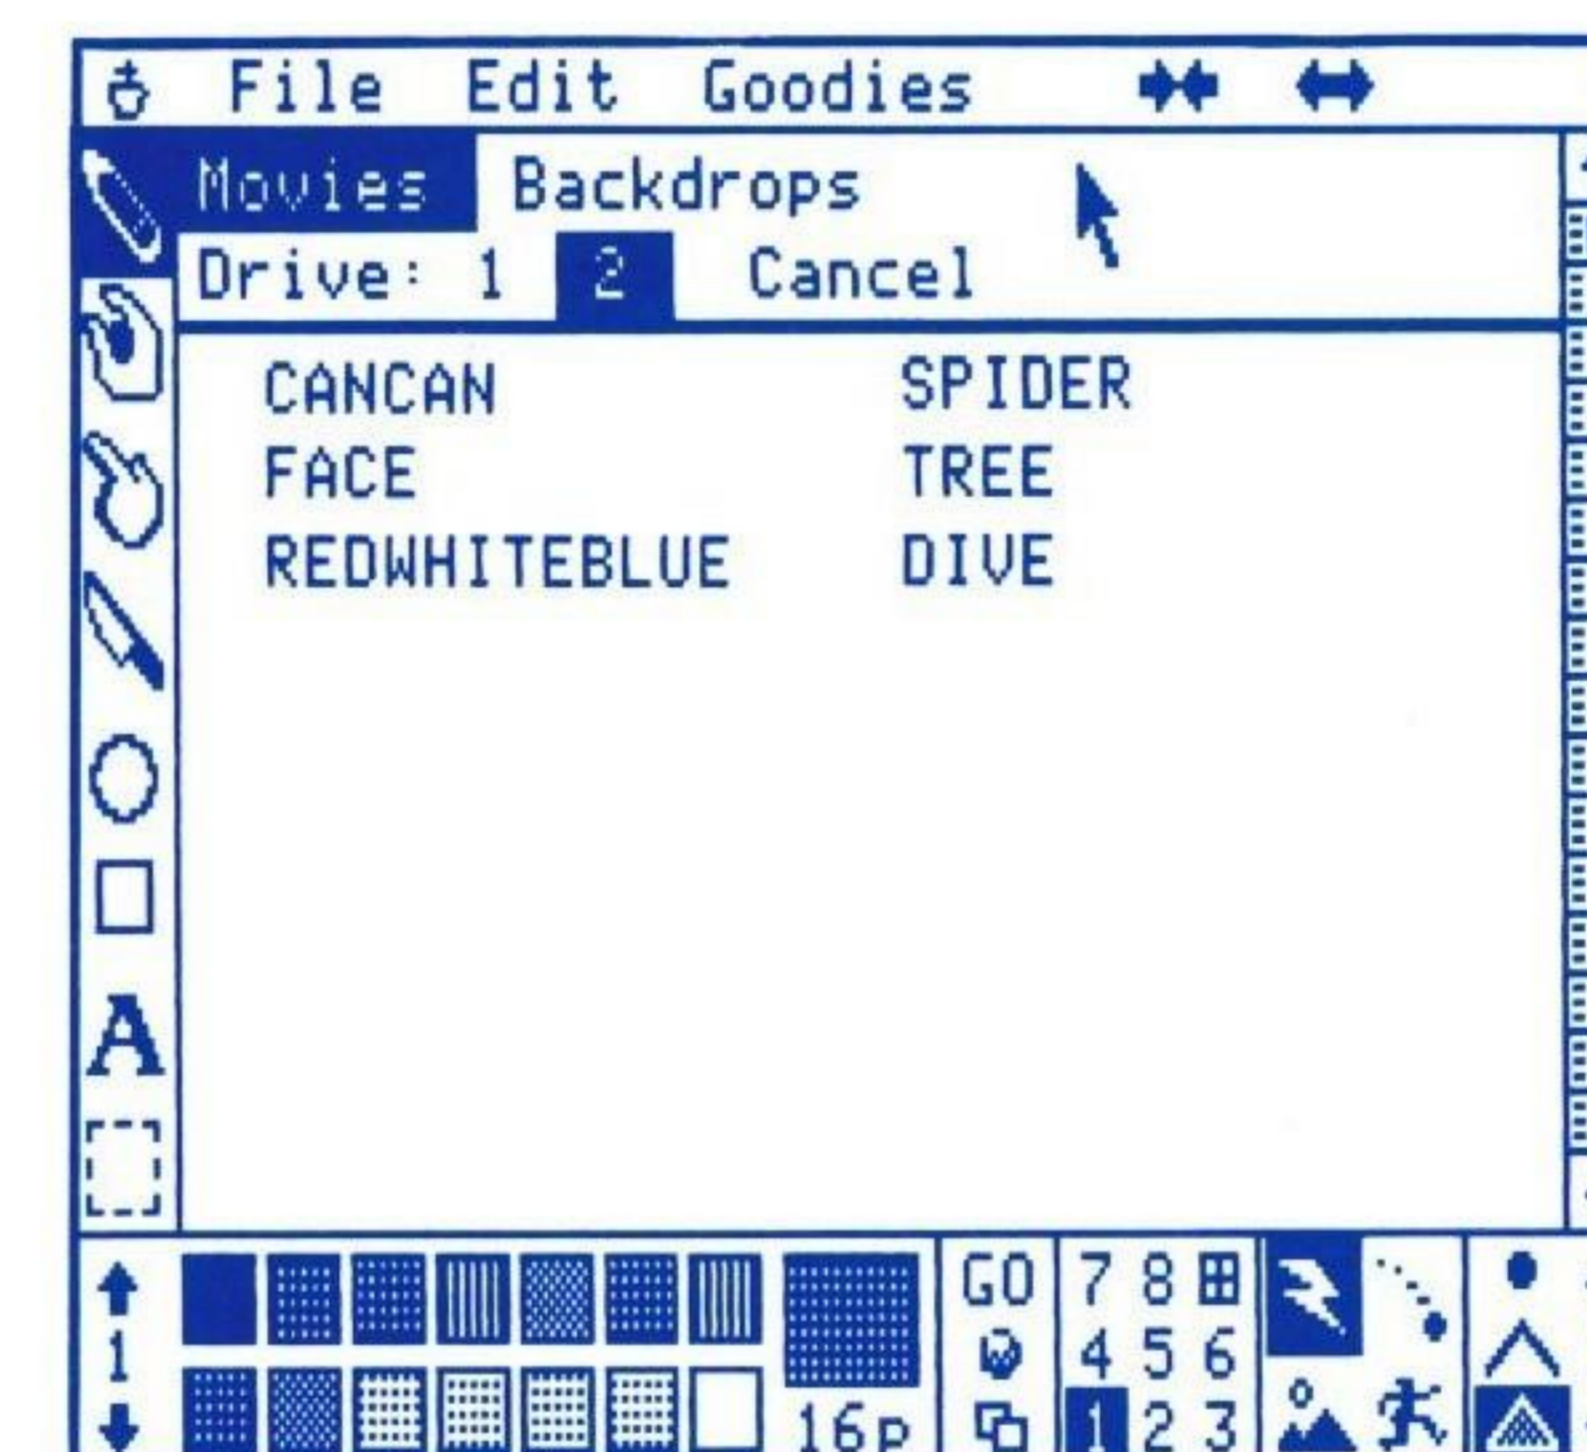 File Edit Goodies
Movies Backdrops
Drive: 1 2 Cancel
CANCAN SPIDER
FACE TREE
REDWHITEBLUE DIVE
A
GO 7 8
1 4 5 6
16p 1 2 3